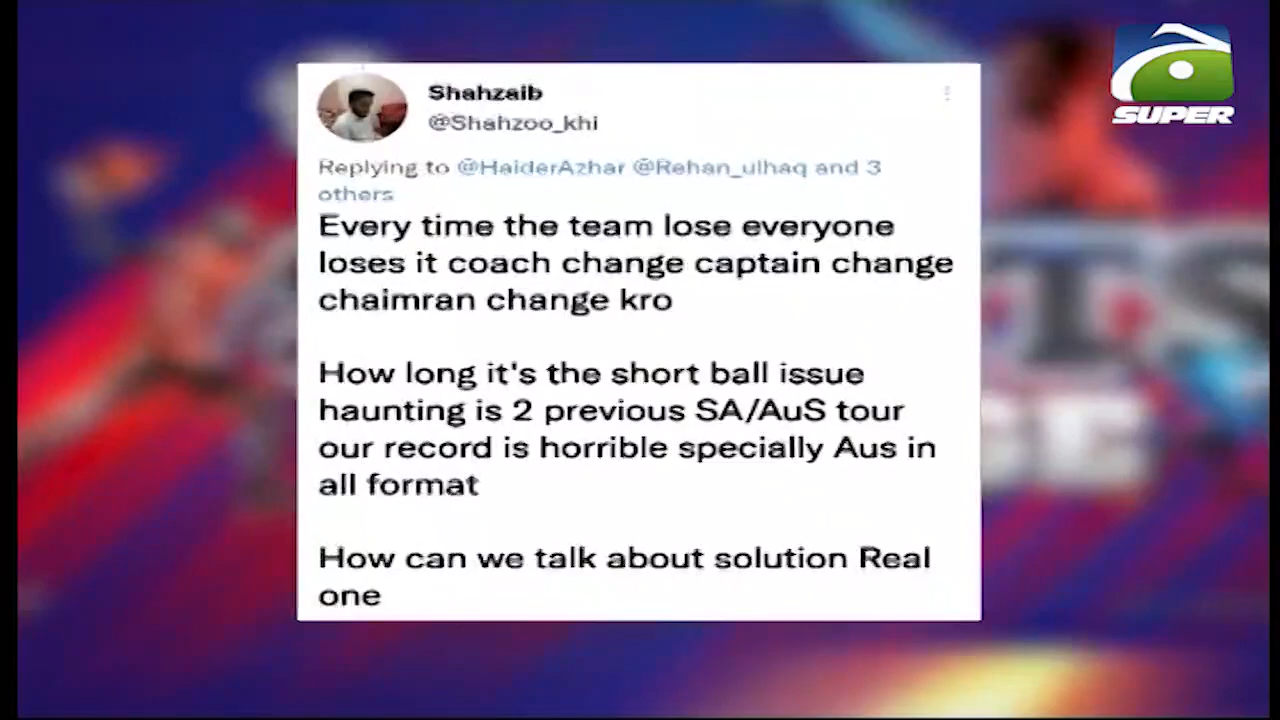 SUPER
Shahzaib
@Shahzoo_khi
Replying to @HaiderAzhar @Rehan_ulhaq and 3
others
Every time the team lose everyone
loses it coach change captain change
chaimran change kro
How long it's the short ball issue
haunting is 2 previous SA/AuS tour
our record is horrible specially Aus in
all format
How can we talk about solution Real
one